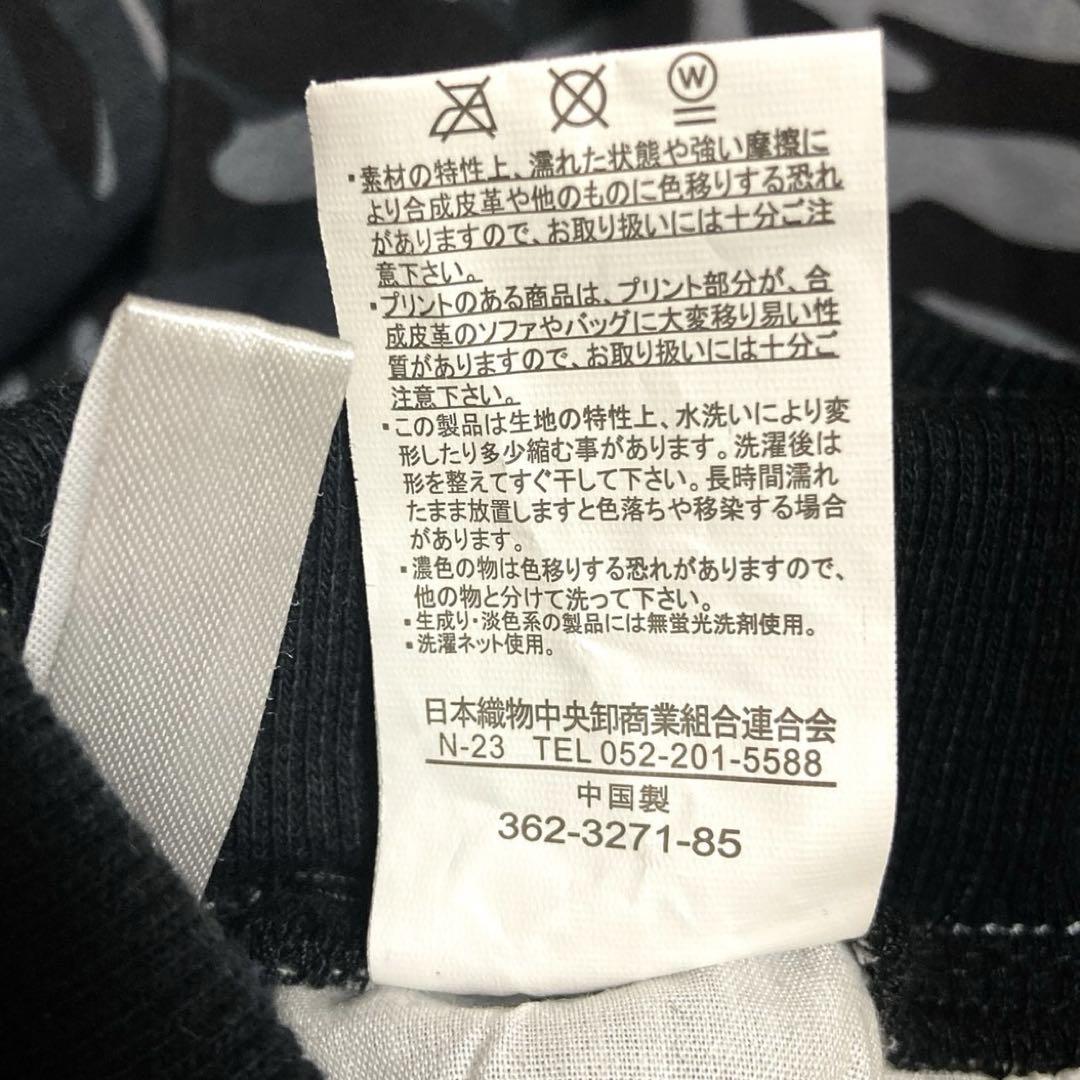 W
▪素材の特性上、濡れた状態や強い摩擦に
より合成皮革や他のものに色移りする恐れ
がありますので、お取り扱いには十分ご注
意下さい。
▪プリントのある商品は、プリント部分が、合
成皮革のソファやバッグに大変移り易い性
質がありますので、お取り扱いには十分ご
注意下さい。
▪この製品は生地の特性上、水洗いにより変
形したり多少縮む事があります。洗濯後は
形を整えてすぐ干して下さい。長時間濡れ
たまま放置しますと色落ちや移染する場合
があります。
▪濃色の物は色移りする恐れがありますので、
他の物と分けて洗って下さい。
▪生成り・淡色系の製品には無蛍光洗剤使用。
▪洗濯ネット使用。
日本織物中央卸商業組合連合会
N-23 TEL 052-201-5588
中国製
362-3271-85